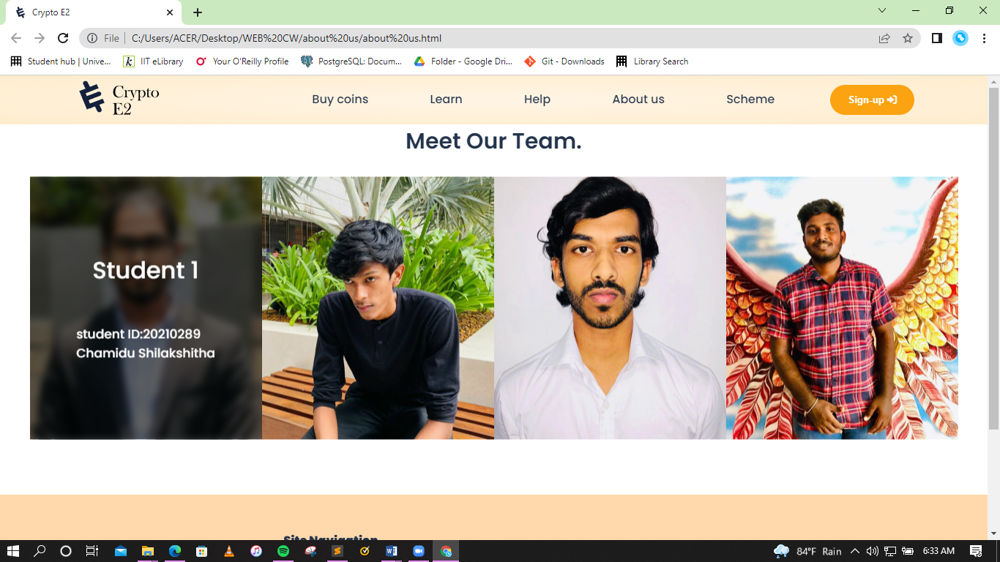 Crypto E2
File
C:/Users/ACER/Desktop/WEB%20CW/about%20us/about%20us.html
Student hub | Unive...
k
IIT eLibrary
Your O'Reilly Profile
PostgreSQL: Docum...
Folder - Google Dri...
Git - Downloads
Library Search
Crypto
E2
Buy coins
Learn
Help
About us
Scheme
Sign-up
Meet Our Team.
Student 1
student ID:20210289
Chamidu Shilakshitha
Site Navigation
84°F Rain
6:33 AM